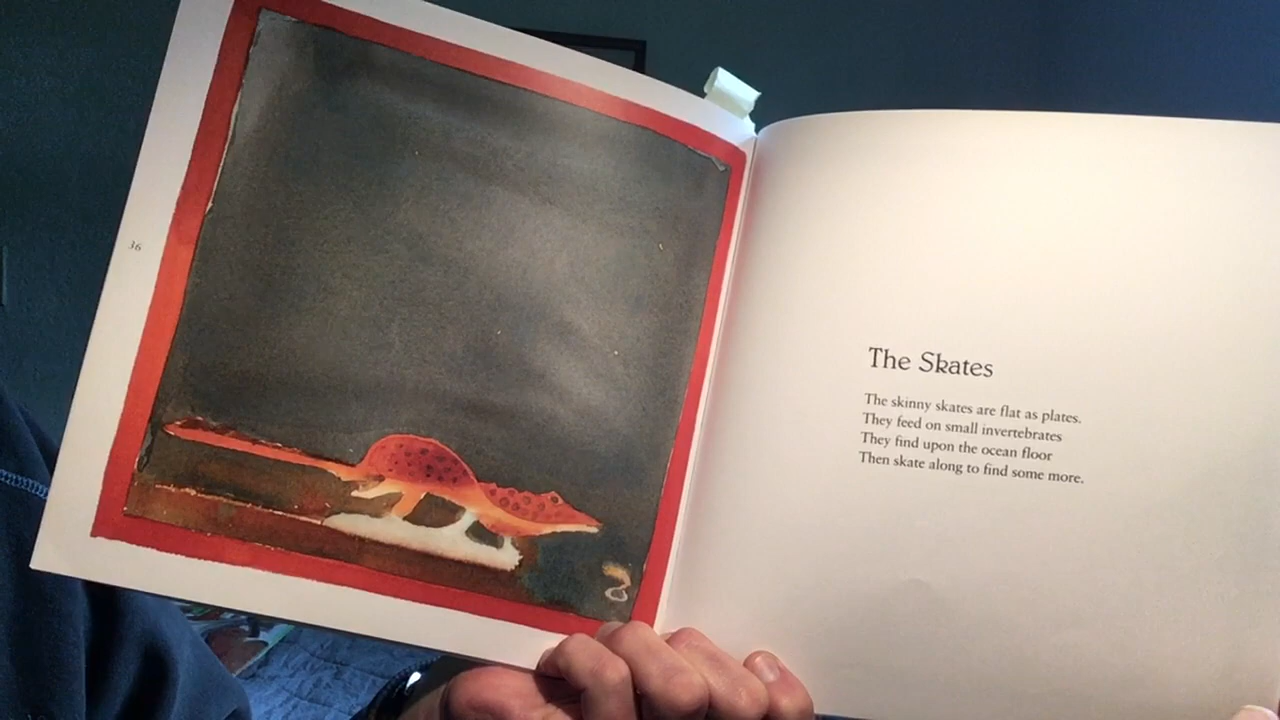 36
The Skates
The skinny skates are flat as plates.
They feed on small invertebrates
They find upon the ocean floor
Then skate along to find some more.